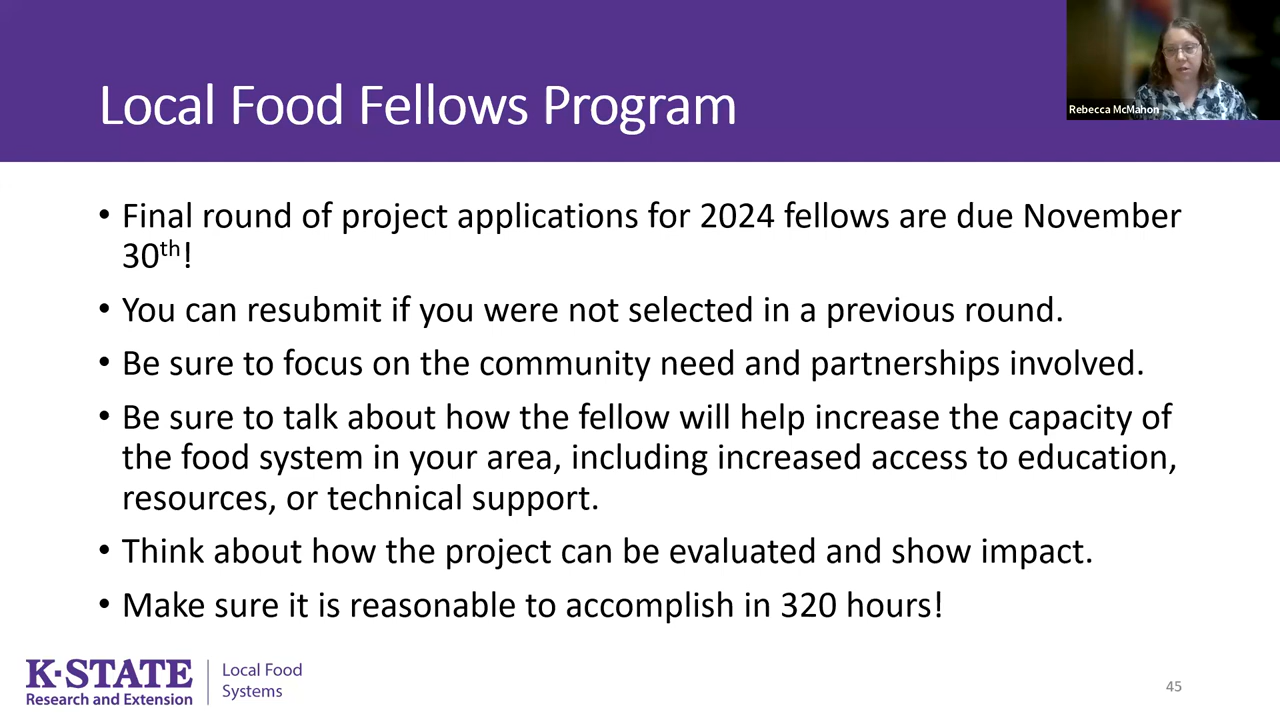 Local Food Fellows Program
Rebecca McMahon
• Final round of project applications for 2024 fellows are due November
30th!
• You can resubmit if you were not selected in a previous round.
• Be sure to focus on the community need and partnerships involved.
• Be sure to talk about how the fellow will help increase the capacity of
the food system in your area, including increased access to education,
resources, or technical support.
• Think about how the project can be evaluated and show impact.
• Make sure it is reasonable to accomplish in 320 hours!
K·STATE
Research and Extension
Local Food
Systems
45